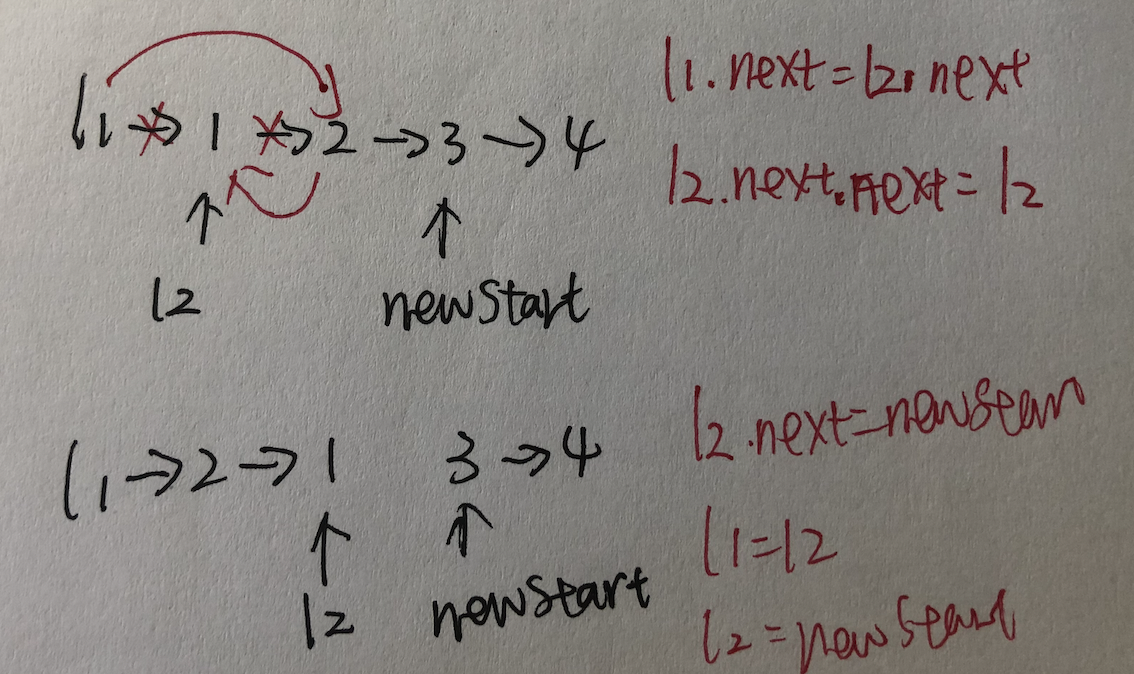 l1 → 1 → 2 → 3 → 4
l2
newStart
l1.next=l2.next
l2.next.next=l2
l1→2→1 3→4
l2
newStart
l2.next=newStart
l1=l2
l2=newStart